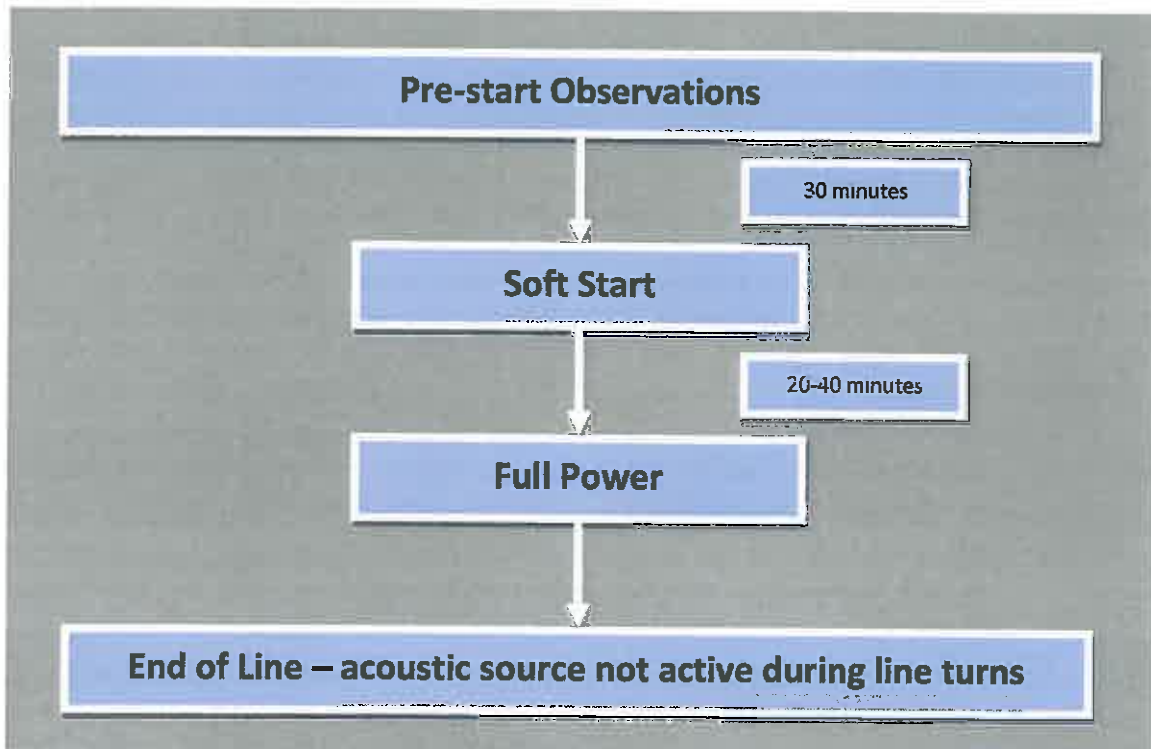 Pre-start Observations
30 minutes
Soft Start
20-40 minutes
Full Power
End of Line – acoustic source not active during line turns